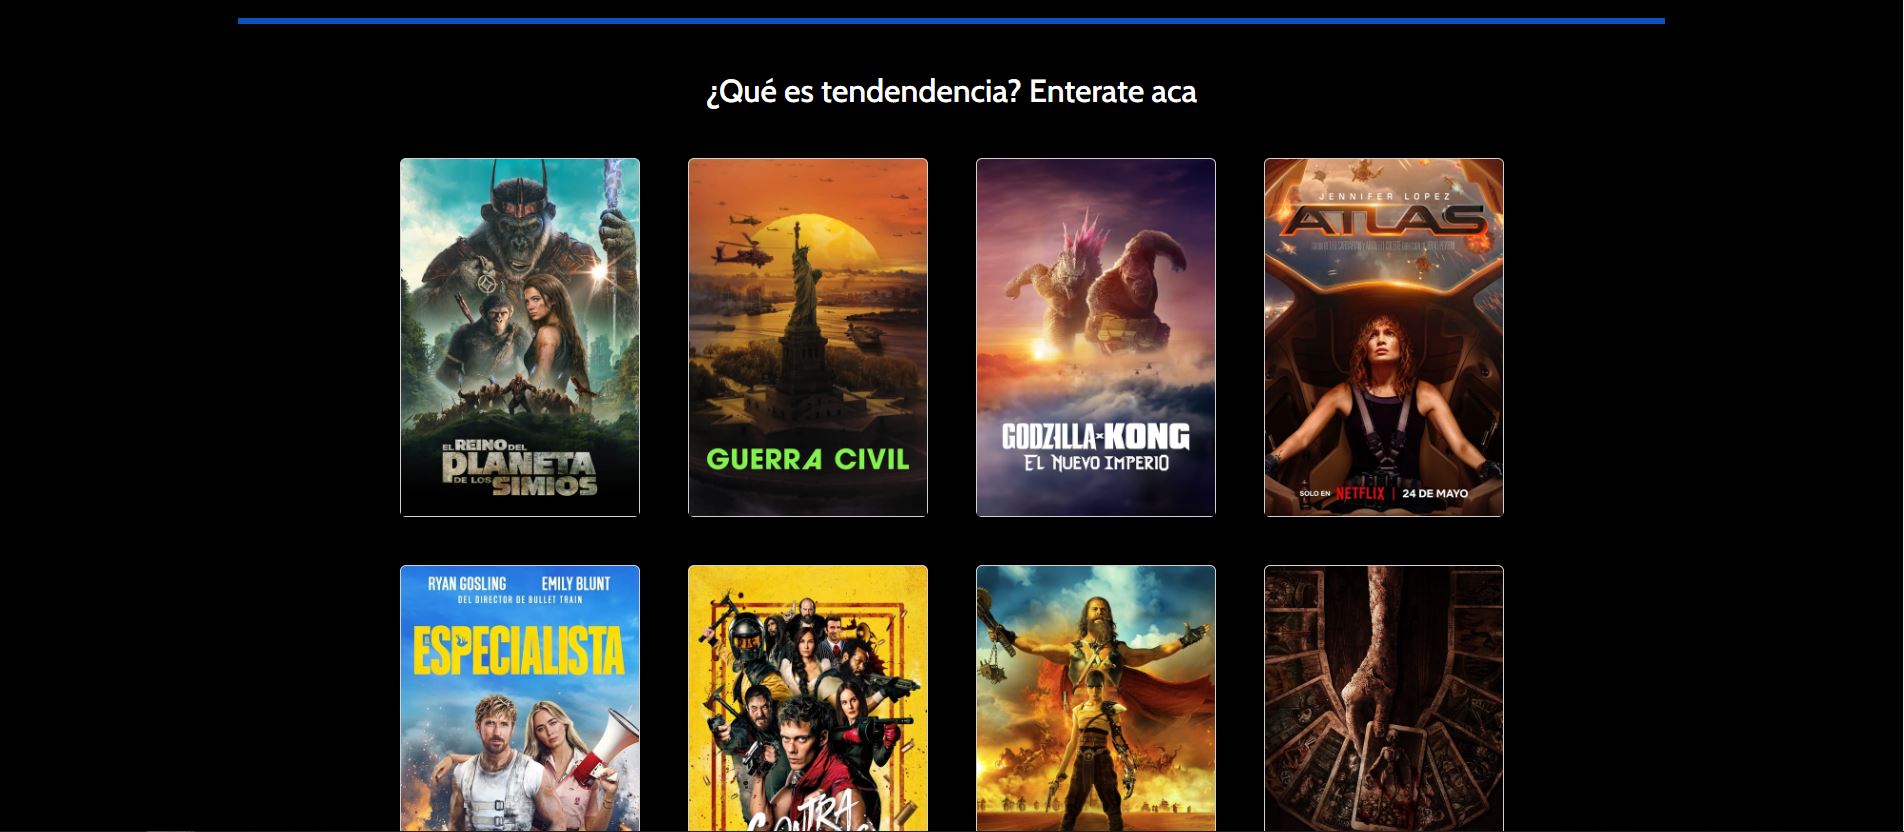 ¿Qué es tendendencia? Enterate aca
EL REINO DEL
PLANETA
DE LOS SIMIOS
GUERRA CIVIL
GODZILLA × KONG
EL NUEVO IMPERIO
JENNIFER LOPEZ
ATLAS
SOLO EN NETFLIX | 24 DE MAYO
RYAN GOSLING EMILY BLUNT
DEL DIRECTOR DE BULLET TRAIN
EL ESPECIALISTA
CONTRA